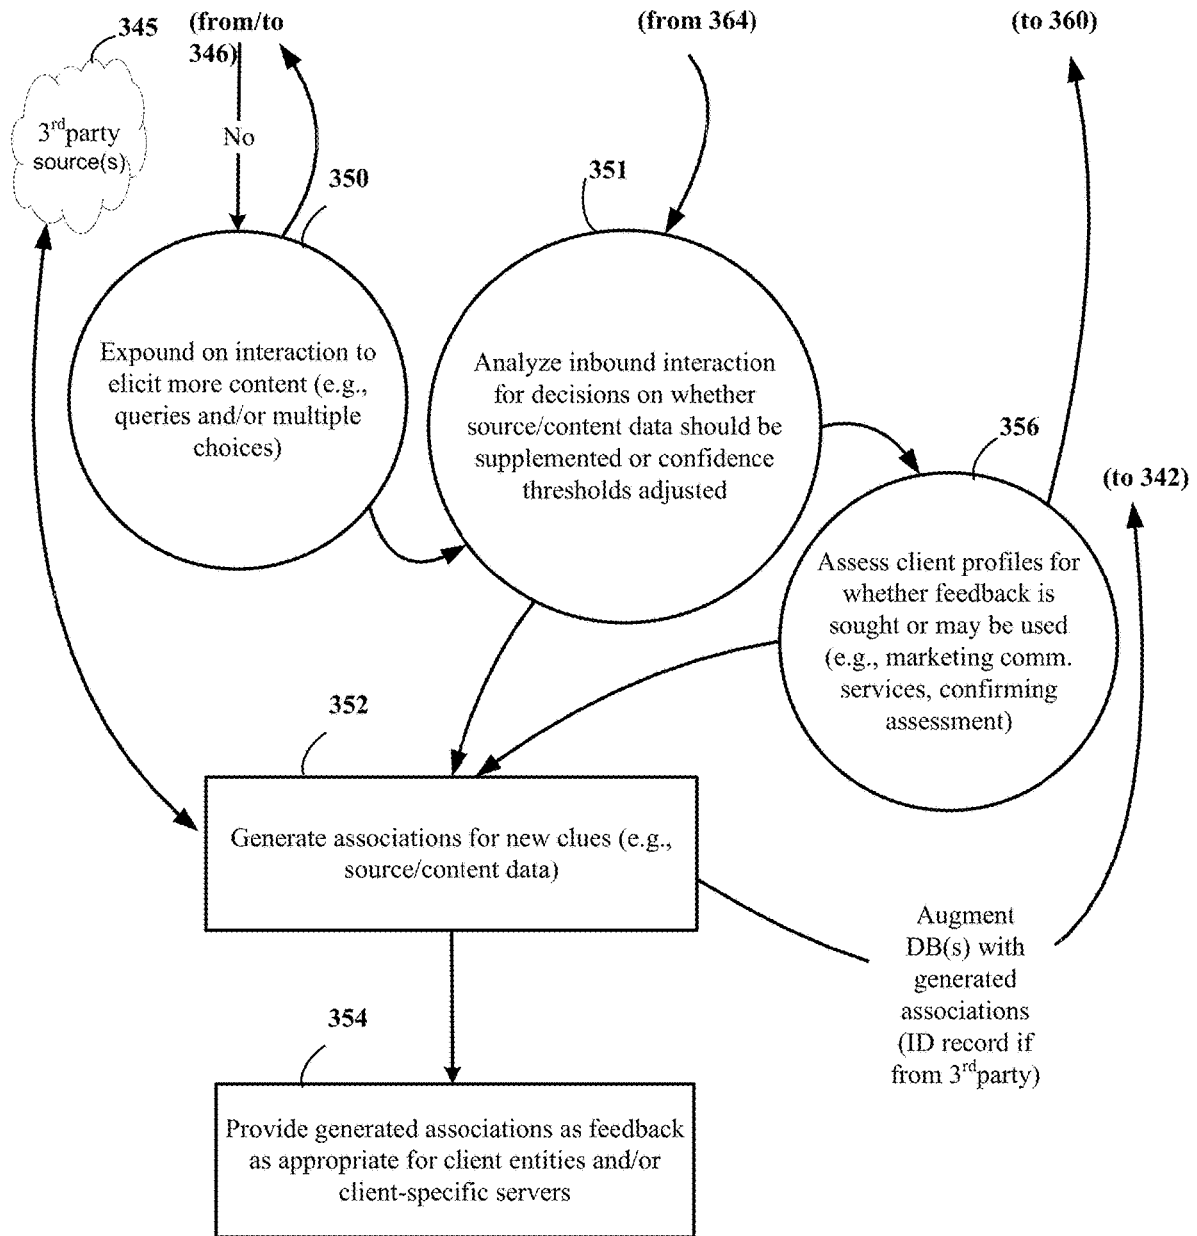 345
(from/to
346)
(from 364)
(to 360)
3rd party
source(s)
No
350
351
Expound on interaction to
elicit more content (e.g.,
queries and/or multiple
choices)
Analyze inbound interaction
for decisions on whether
source/content data should be
supplemented or confidence
thresholds adjusted
356
(to 342)
Assess client profiles for
whether feedback is
sought or may be used
(e.g., marketing comm.
services, confirming
assessment)
352
Generate associations for new clues (e.g.,
source/content data)
Augment
DB(s) with
generated
associations
(ID record if
from 3rd party)
354
Provide generated associations as feedback
as appropriate for client entities and/or
client-specific servers